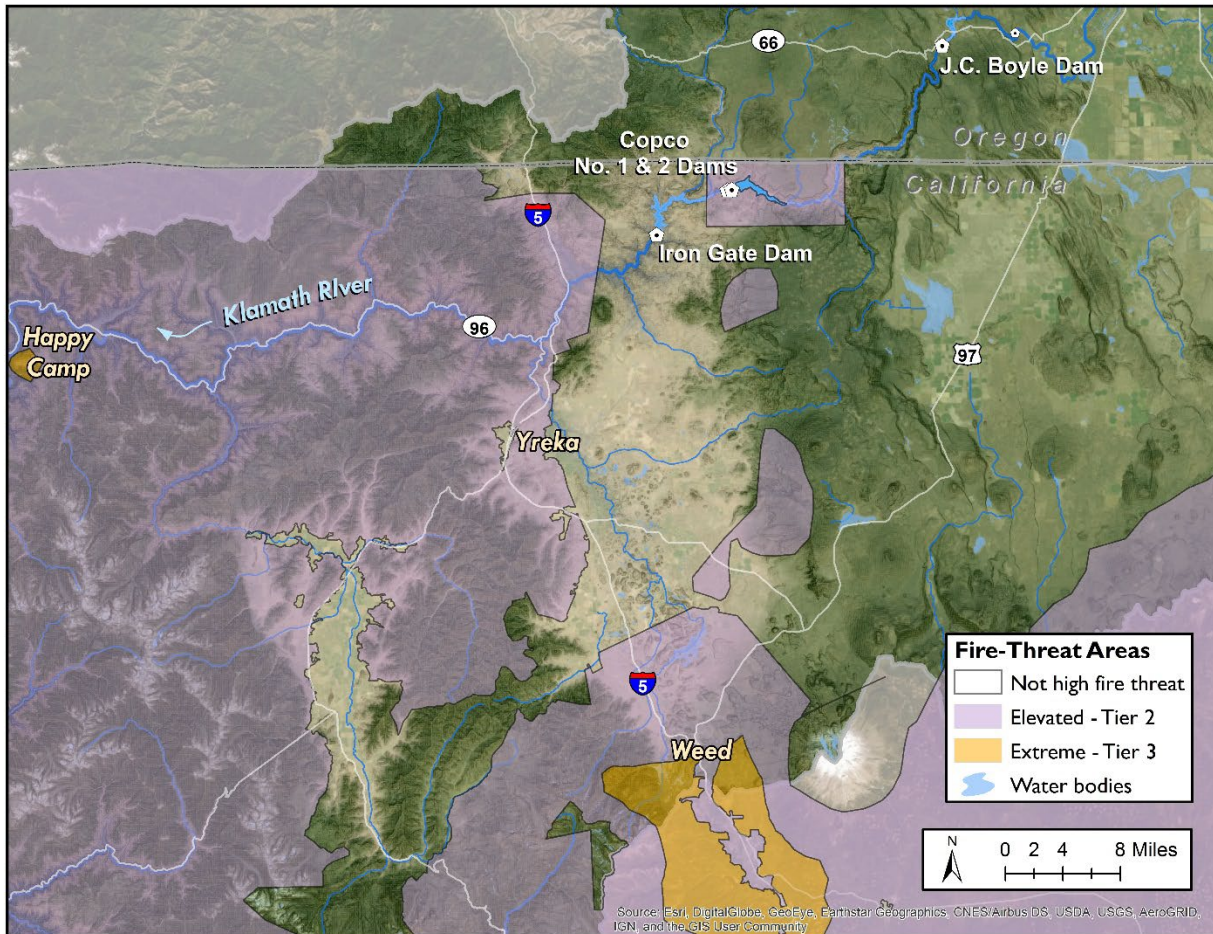 66
J.C. Boyle Dam
Copco
No. 1 & 2 Dams
Oregon
California
5
Iron Gate Dam
Klamath River
96
Happy
Camp
97
Yreka
5
Weed
Fire-Threat Areas
Not high fire threat
Elevated - Tier 2
Extreme - Tier 3
Water bodies
N
0 2 4 8 Miles
Source: Esri, DigitalGlobe, GeoEye, Earthstar Geographics, CNES/Airbus DS, USDA, USGS, AeroGRID,
IGN, and the GIS User Community